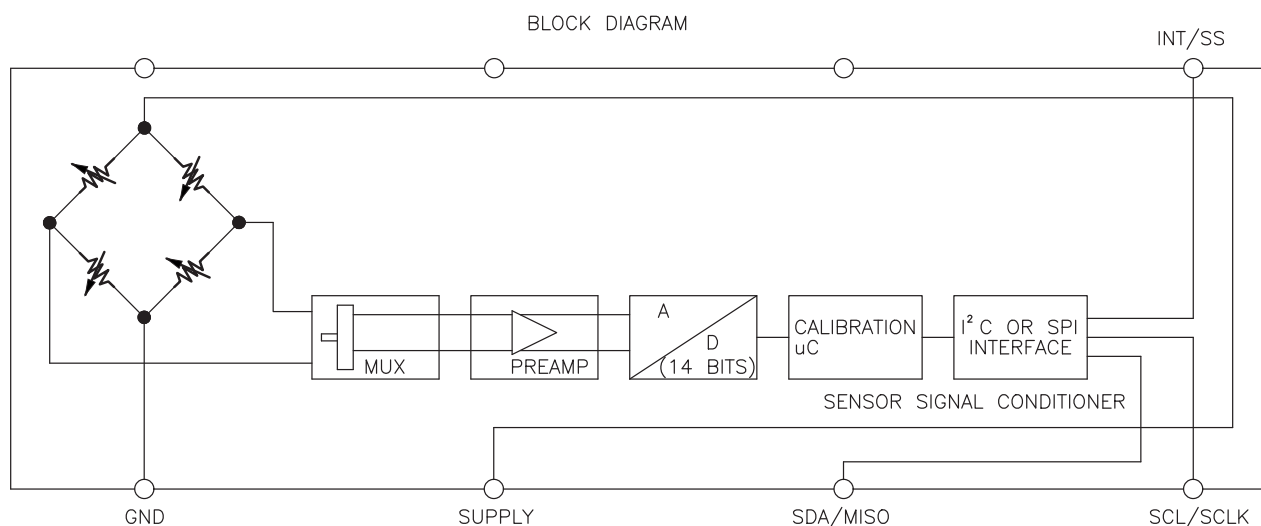 BLOCK DIAGRAM
INT/SS
A
D
(14 BITS)
MUX
PREAMP
CALIBRATION
uC
I²C OR SPI
INTERFACE
SENSOR SIGNAL CONDITIONER
GND
SUPPLY
SDA/MISO
SCL/SCLK